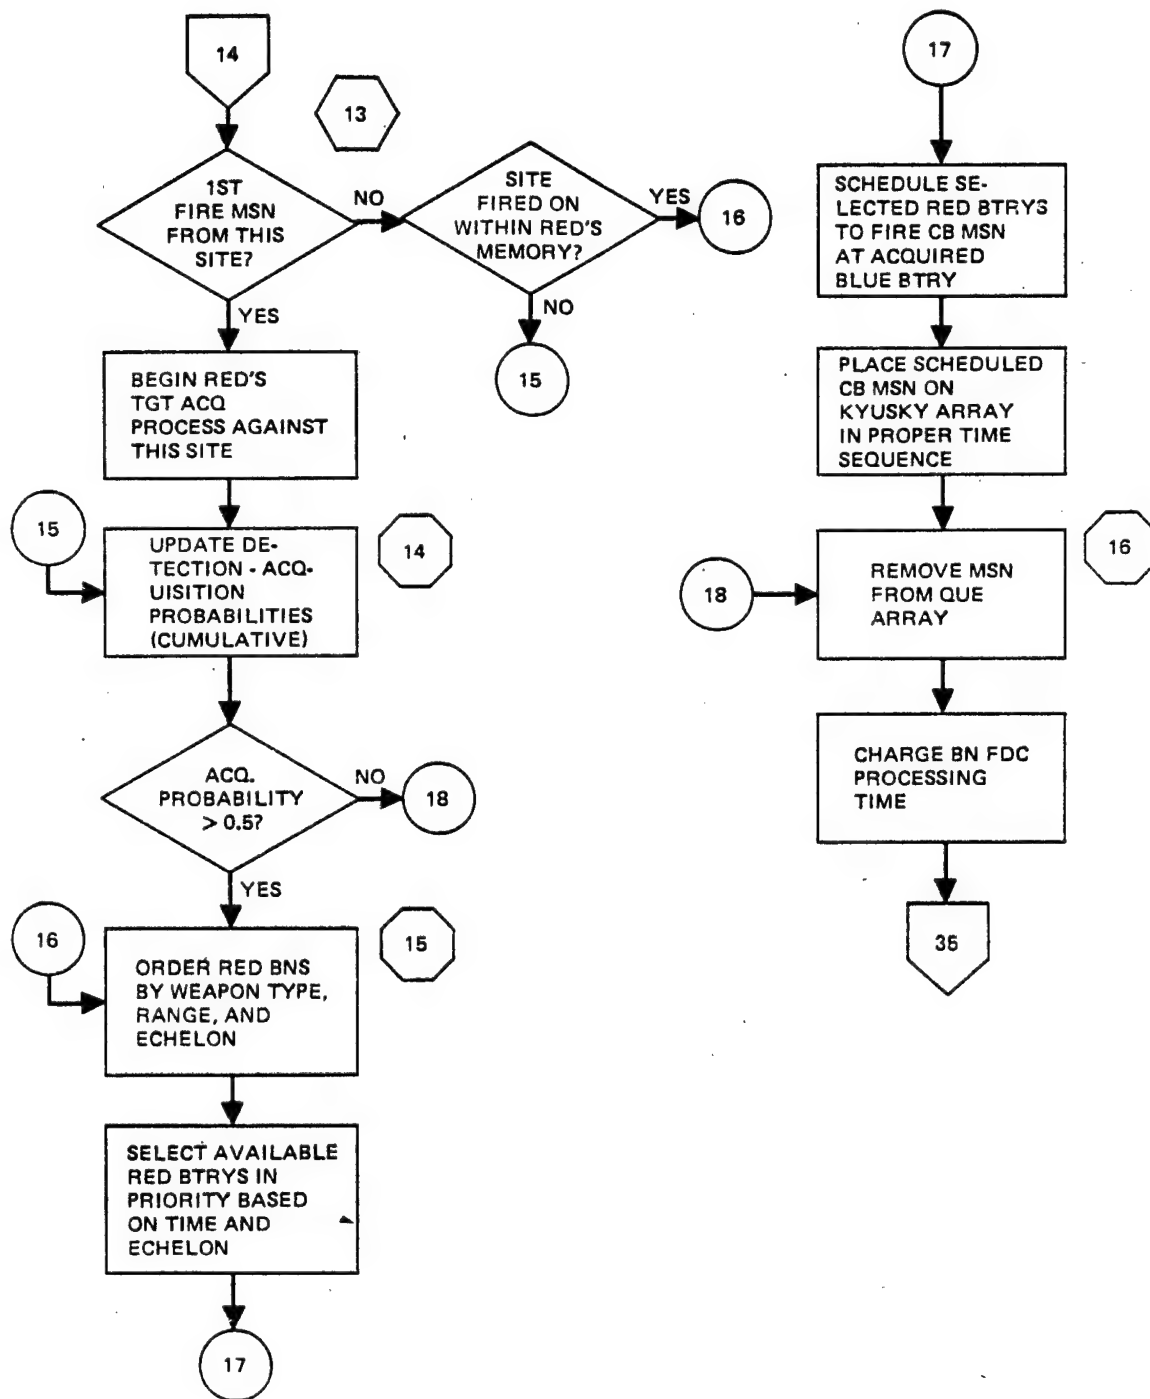 14
13
1ST
FIRE MSN
FROM THIS
SITE?
NO
SITE
FIRED ON
WITHIN RED'S
MEMORY?
YES
16
NO
15
YES
BEGIN RED'S
TGT ACQ
PROCESS AGAINST
THIS SITE
15
UPDATE DE-
TECTION - ACQ-
UISITION
PROBABILITIES
(CUMULATIVE)
14
ACQ.
PROBABILITY
> 0.5?
NO
18
YES
16
ORDER RED BNS
BY WEAPON TYPE,
RANGE, AND
ECHELON
15
SELECT AVAILABLE
RED BTRYS IN
PRIORITY BASED
ON TIME AND
ECHELON
17
17
SCHEDULE SE-
LECTED RED BTRYS
TO FIRE CB MSN
AT ACQUIRED
BLUE BTRY
PLACE SCHEDULED
CB MSN ON
KYUSKY ARRAY
IN PROPER TIME
SEQUENCE
16
18
REMOVE MSN
FROM QUE
ARRAY
CHARGE BN FDC
PROCESSING
TIME
35